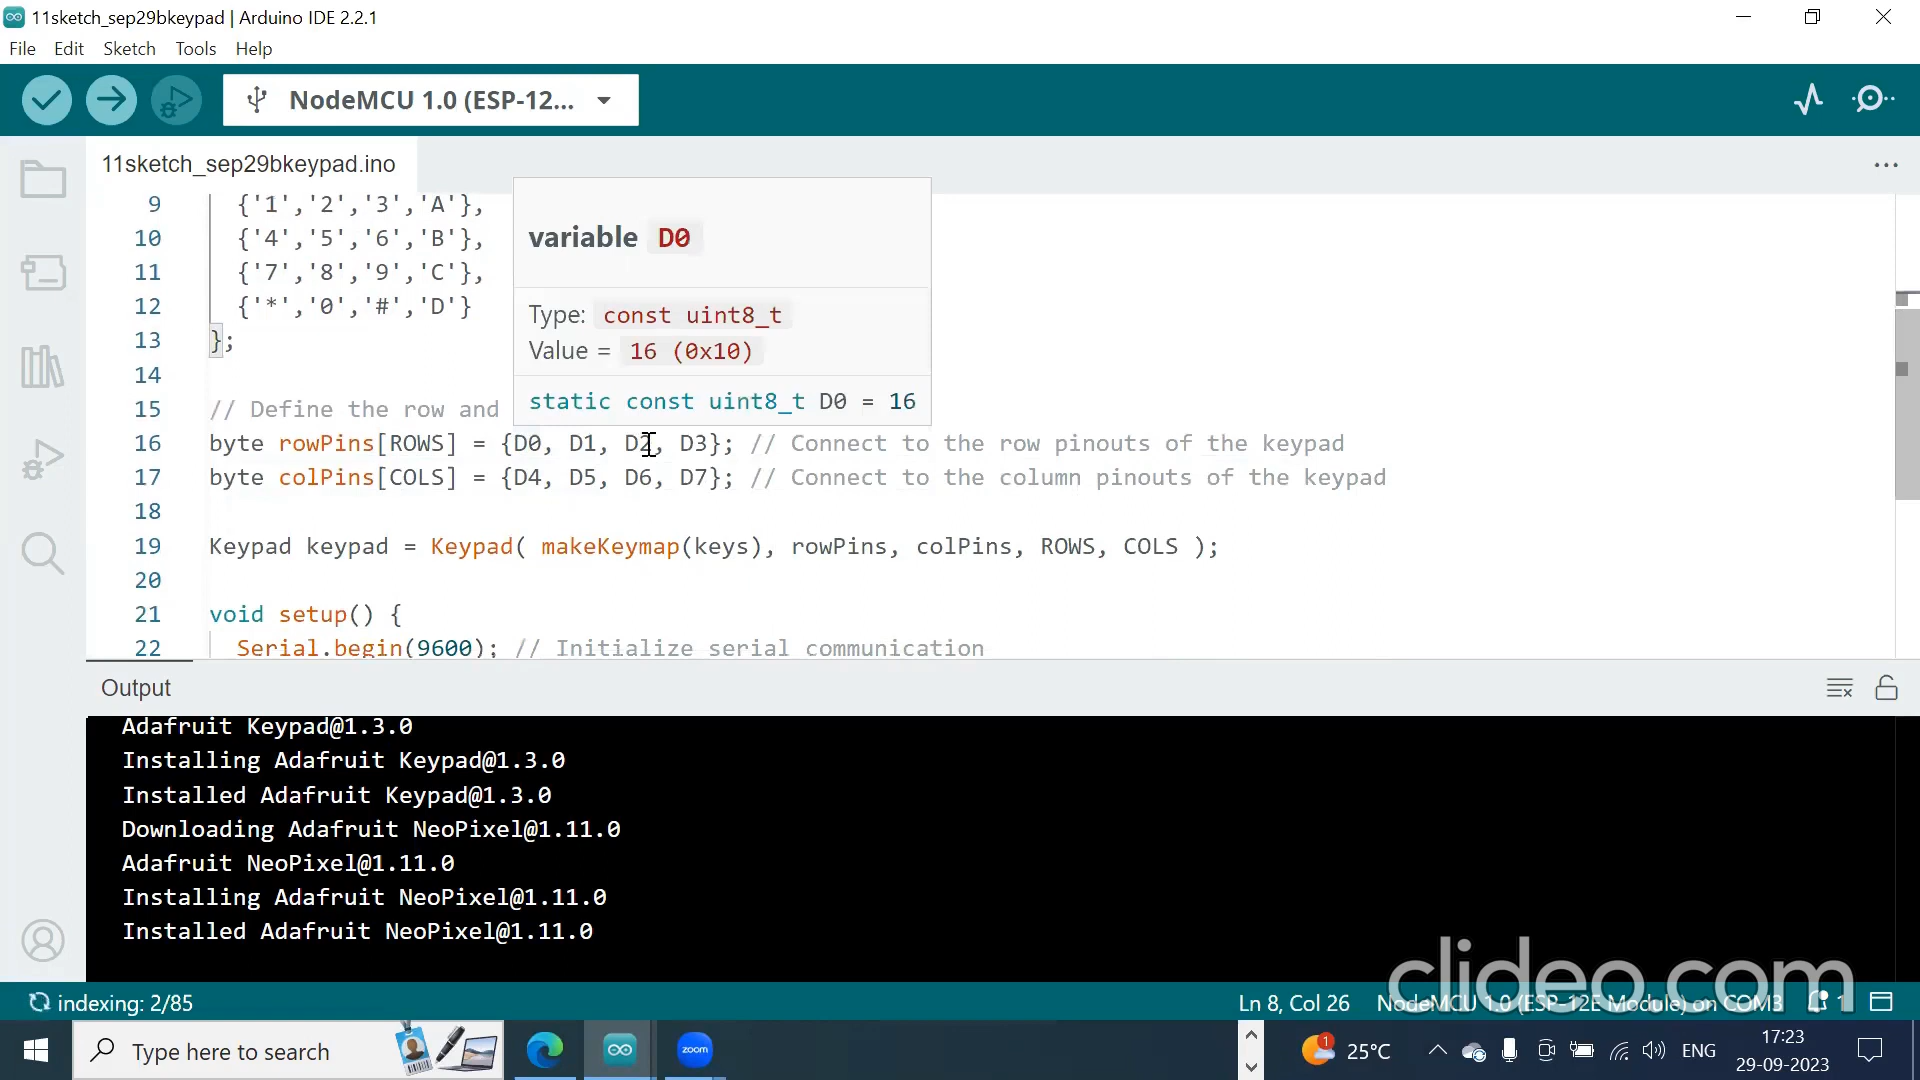 11sketch_sep29bkeypad | Arduino IDE 2.2.1
File Edit Sketch Tools Help
NodeMCU 1.0 (ESP-12...
11sketch_sep29bkeypad.ino
9 {'1','2','3','A'},
10 {'4','5','6','B'},
11 {'7','8','9','C'},
12 {'*','0','#','D'}
13 };
14
variable D0
Type: const uint8_t
Value = 16 (0x10)
static const uint8_t D0 = 16
15 // Define the row and
16 byte rowPins[ROWS] = {D0, D1, D2, D3}; // Connect to the row pinouts of the keypad
17 byte colPins[COLS] = {D4, D5, D6, D7}; // Connect to the column pinouts of the keypad
18
19 Keypad keypad = Keypad( makeKeymap(keys), rowPins, colPins, ROWS, COLS );
20
21 void setup() {
22 Serial.begin(9600); // Initialize serial communication
Output
Adafruit Keypad@1.3.0
Installing Adafruit Keypad@1.3.0
Installed Adafruit Keypad@1.3.0
Downloading Adafruit NeoPixel@1.11.0
Adafruit NeoPixel@1.11.0
Installing Adafruit NeoPixel@1.11.0
Installed Adafruit NeoPixel@1.11.0
clideo.com
indexing: 2/85
Ln 8, Col 26 NodeMCU 1.0 (ESP-12E Module) on COM3 1
Type here to search
zoom
1
25°C
ENG
17:23
29-09-2023